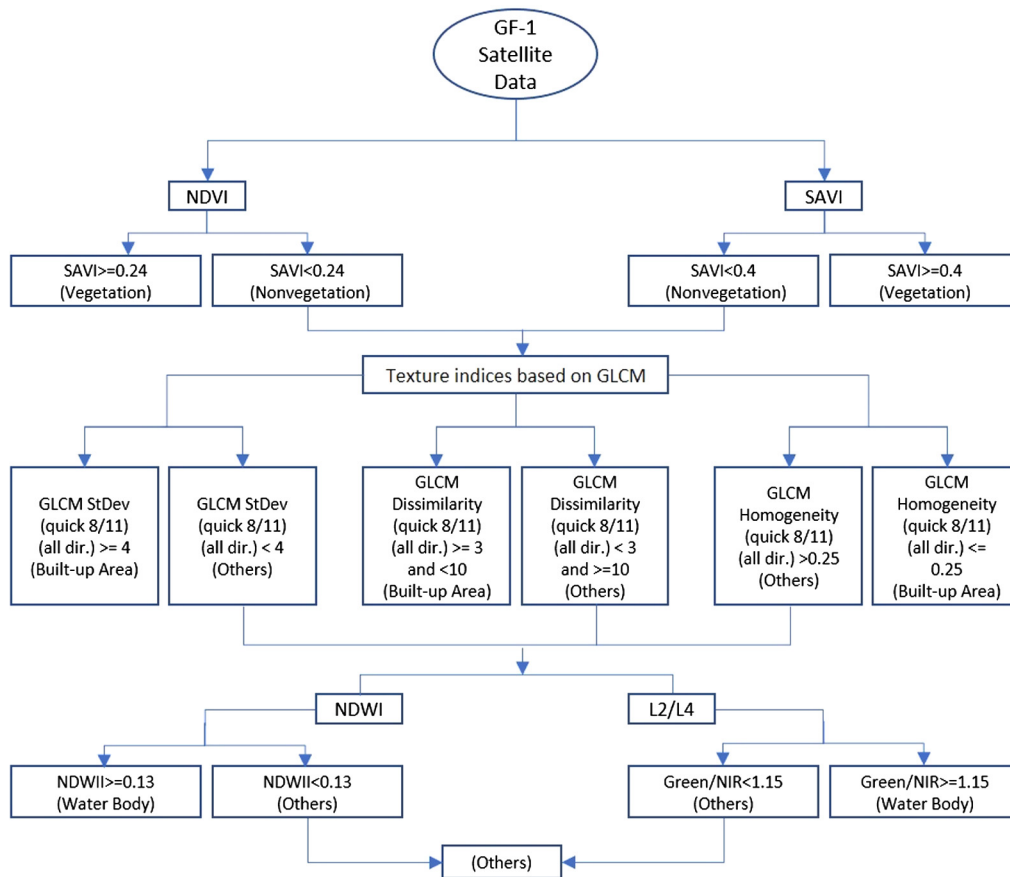 GF-1
Satellite
Data
NDVI
SAVI
SAVI>=0.24
(Vegetation)
SAVI<0.24
(Nonvegetation)
SAVI<0.4
(Nonvegetation)
SAVI>=0.4
(Vegetation)
Texture indices based on GLCM
GLCM StDev
(quick 8/11)
(all dir.) >= 4
(Built-up Area)
GLCM StDev
(quick 8/11)
(all dir.) < 4
(Others)
GLCM
Dissimilarity
(quick 8/11)
(all dir.) >= 3
and <10
(Built-up Area)
GLCM
Dissimilarity
(quick 8/11)
(all dir.) < 3
and >=10
(Others)
GLCM
Homogeneity
(quick 8/11)
(all dir.) >0.25
(Others)
GLCM
Homogeneity
(quick 8/11)
(all dir.) <=
0.25
(Built-up Area)
NDWI
L2/L4
NDWII>=0.13
(Water Body)
NDWII<0.13
(Others)
Green/NIR<1.15
(Others)
Green/NIR>=1.15
(Water Body)
(Others)